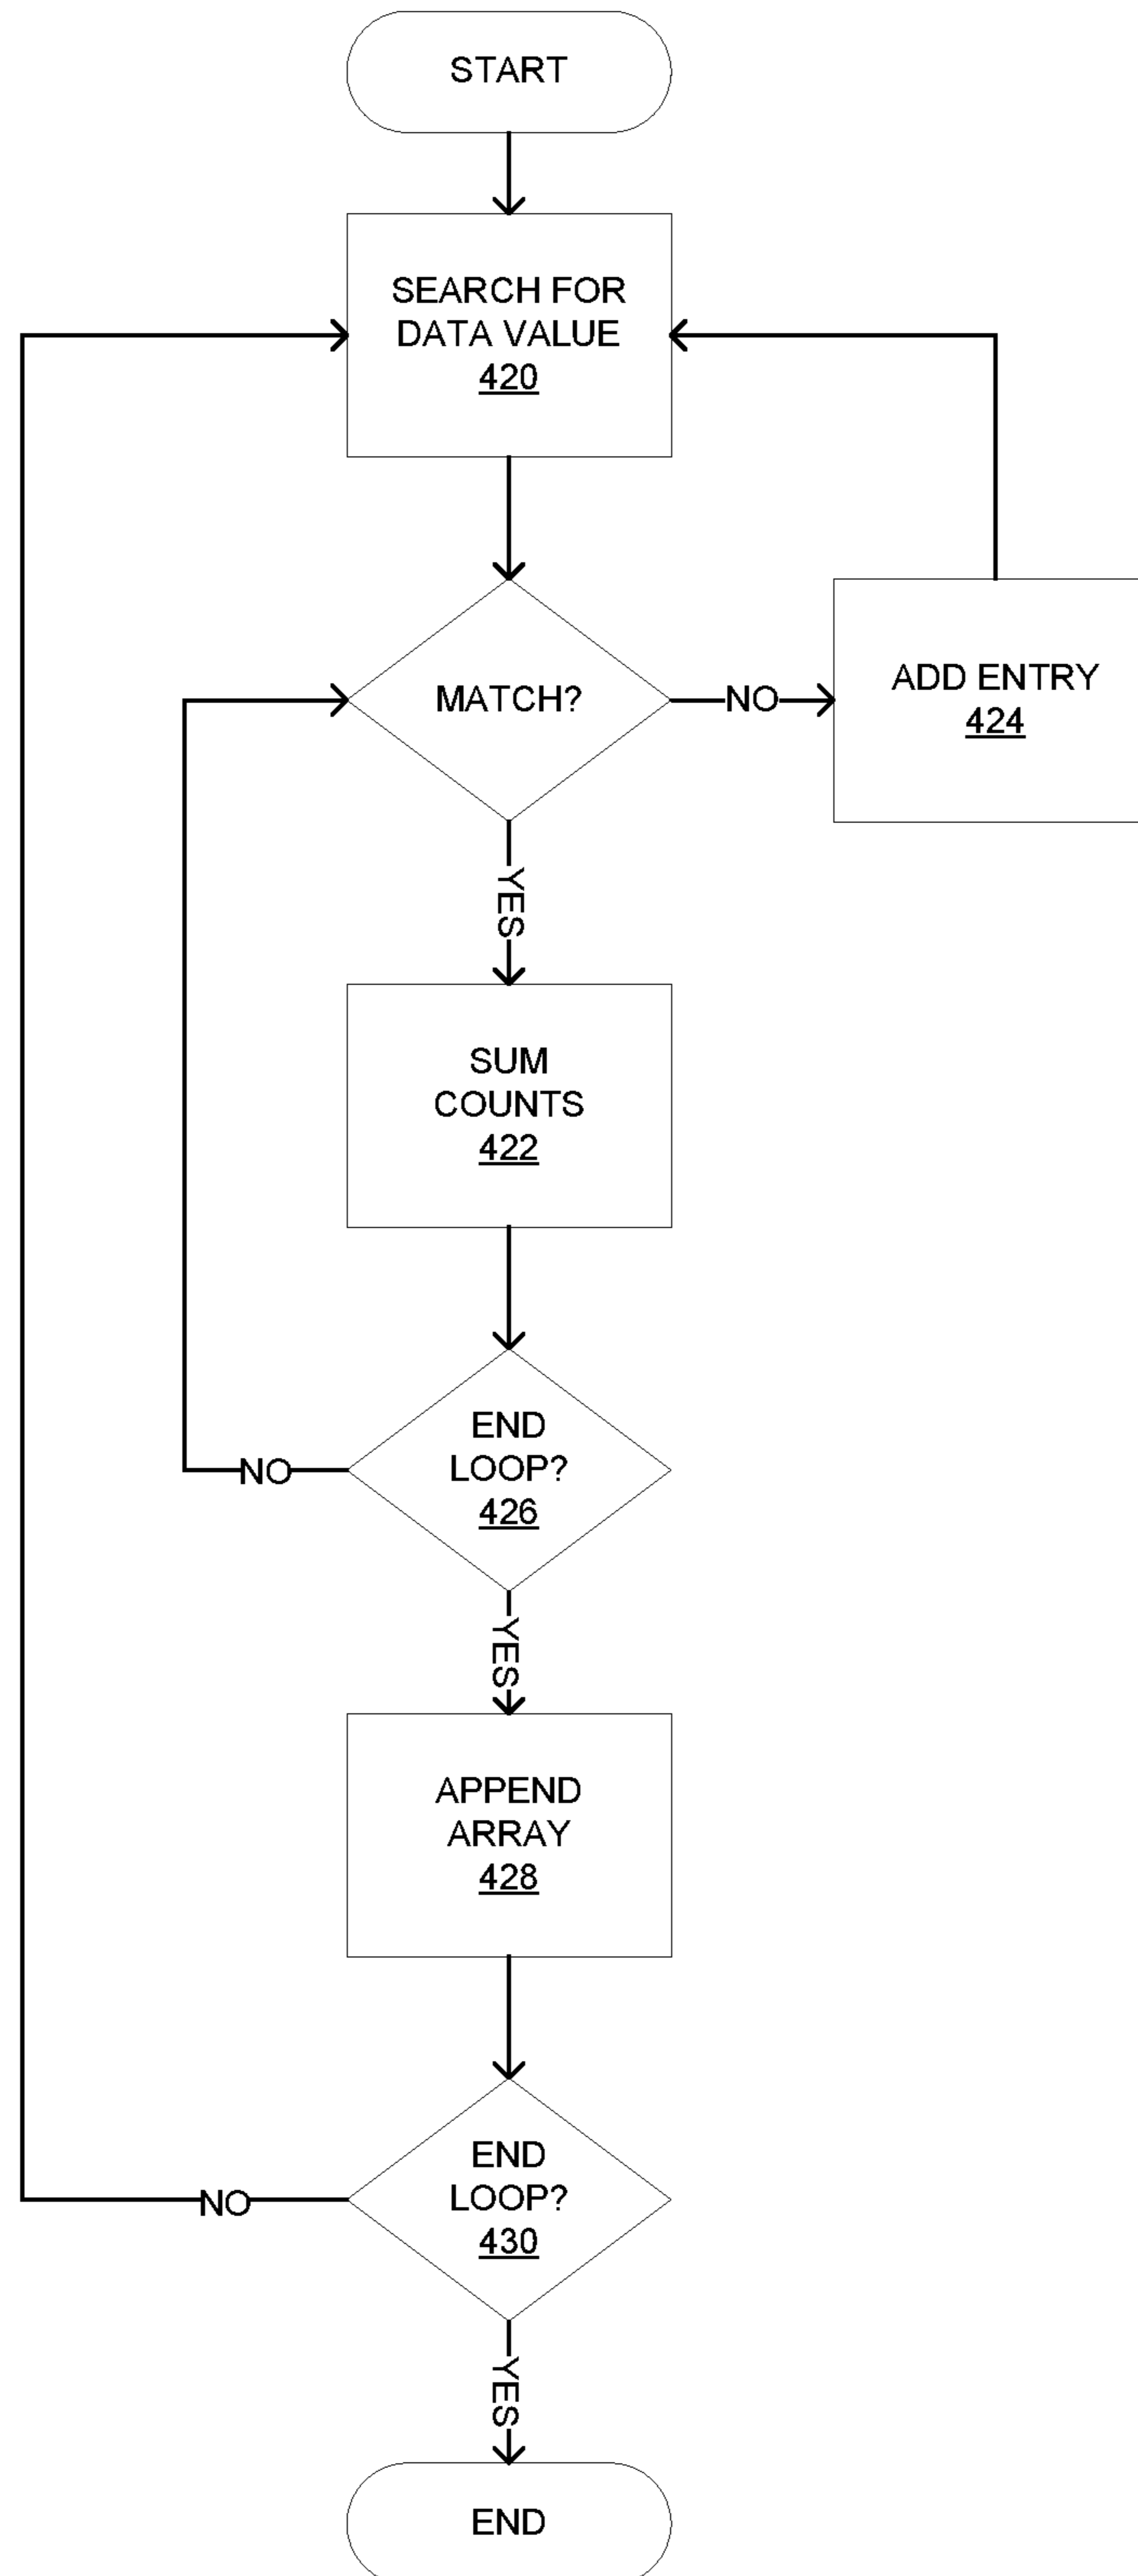 START
SEARCH FOR
DATA VALUE
420
MATCH?
NO
ADD ENTRY
424
YES
SUM
COUNTS
422
END
LOOP?
426
NO
YES
APPEND
ARRAY
428
END
LOOP?
430
NO
YES
END